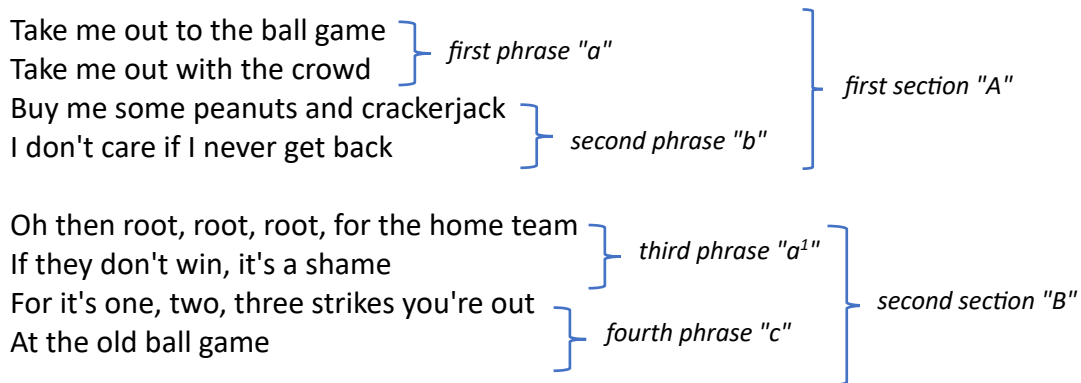 Take me out to the ball game
first phrase "a"
Take me out with the crowd
first section "A"
Buy me some peanuts and crackerjack
second phrase "b"
I don't care if I never get back
Oh then root, root, root, for the home team
third phrase "a¹"
If they don't win, it's a shame
For it's one, two, three strikes you're out
second section "B"
fourth phrase "c"
At the old ball game